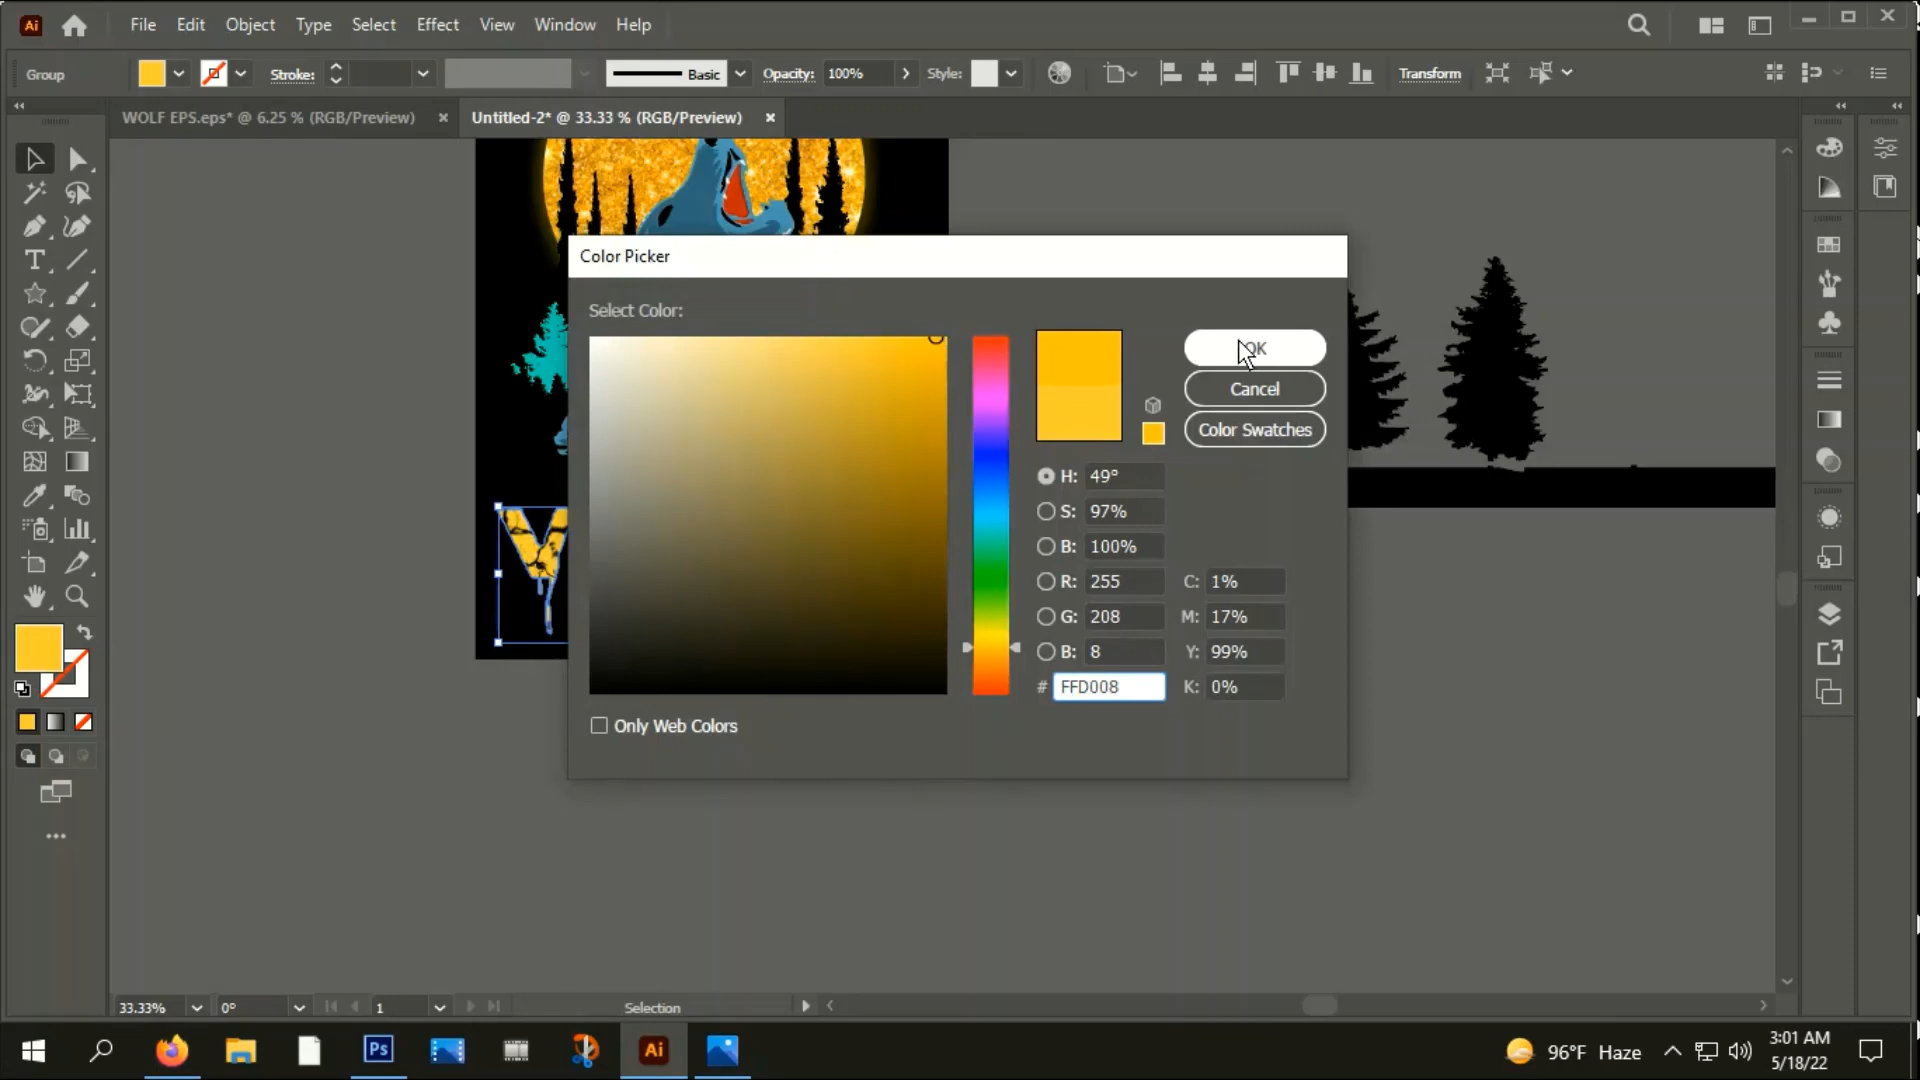 Ai File Edit Object Type Select Effect View Window Help
Group Stroke: Basic Opacity: 100% Style: Transform
WOLF EPS.eps* @ 6.25 % (RGB/Preview) × Untitled-2* @ 33.33 % (RGB/Preview) ×
Color Picker
Select Color:
OK
Cancel
Color Swatches
H: 49°
S: 97%
B: 100%
R: 255 C: 1%
G: 208 M: 17%
B: 8 Y: 99%
# FFD008 K: 0%
Only Web Colors
33.33% 0° 1 Selection
Ps Ai 96°F Haze 3:01 AM
5/18/22